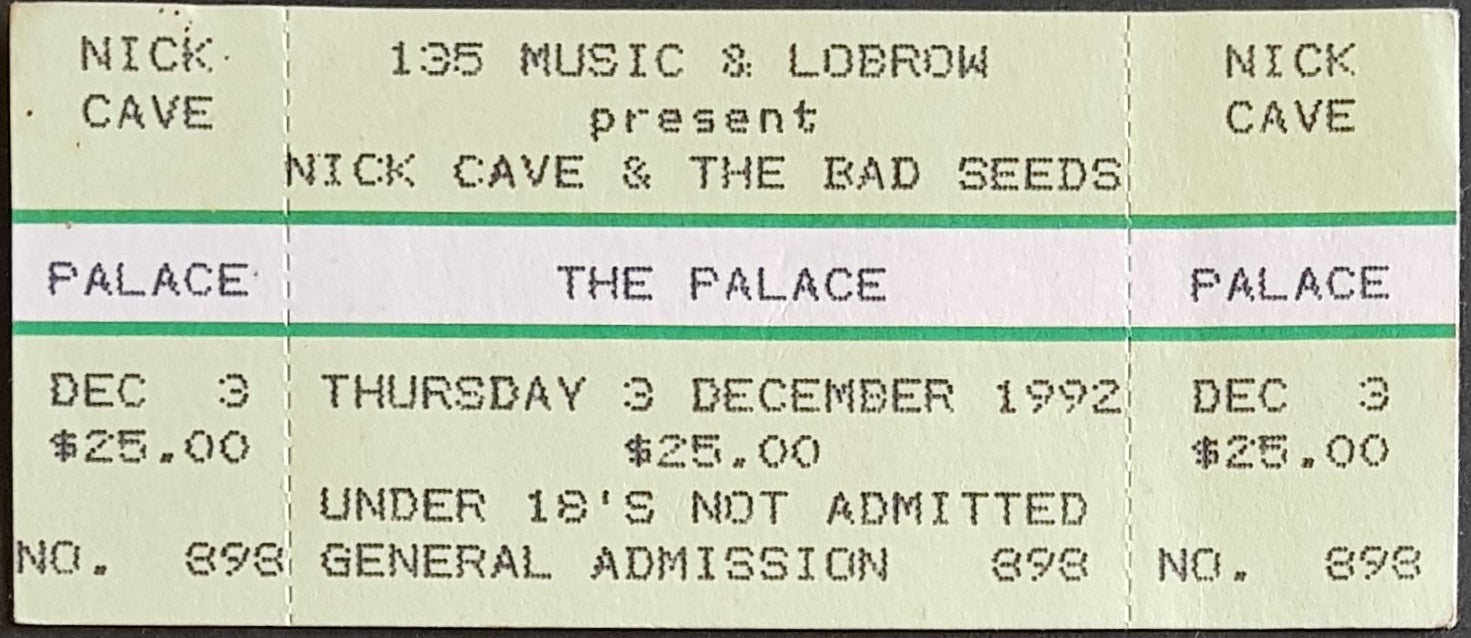 NICK
CAVE
PALACE
DEC 3
$25.00
NO. 898
135 MUSIC & LOBROW
present
NICK CAVE & THE BAD SEEDS
THE PALACE
THURSDAY 3 DECEMBER 1992
$25.00
UNDER 18'S NOT ADMITTED
GENERAL ADMISSION 898
NICK
CAVE
PALACE
DEC 3
$25.00
NO. 898